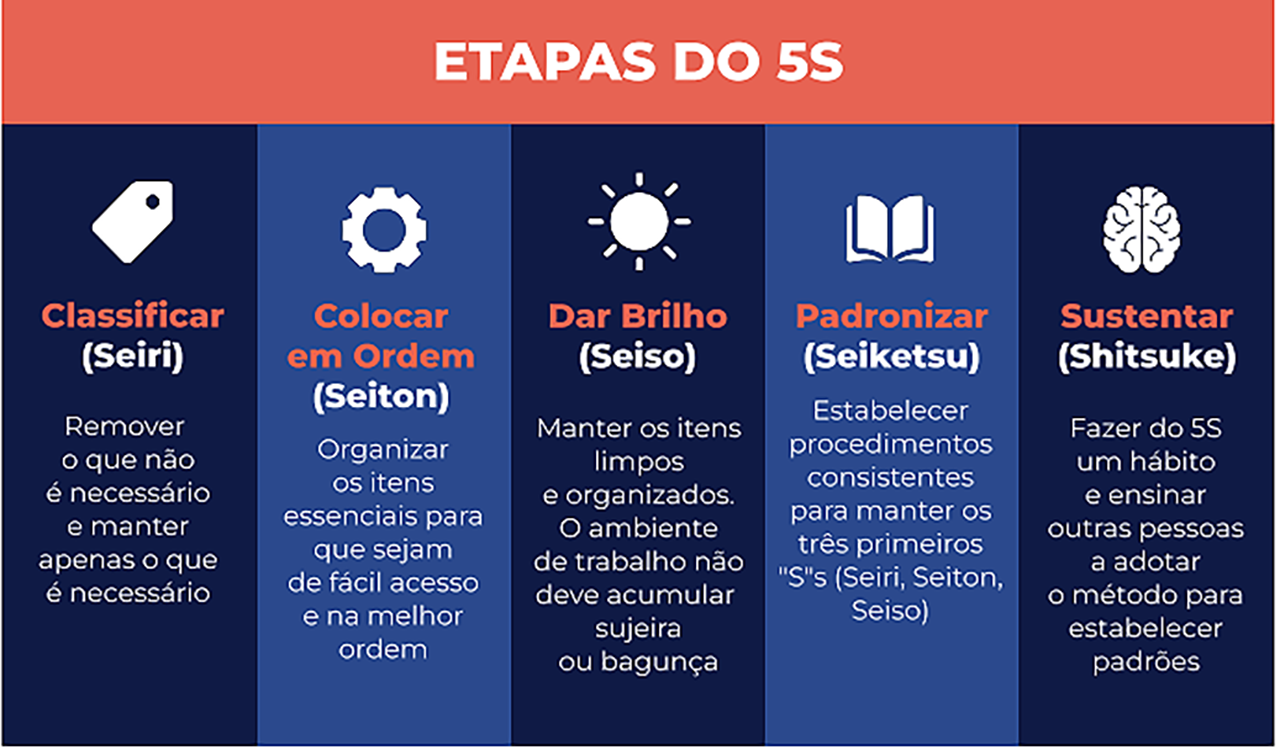 ETAPAS DO 5S
Classificar
(Seiri)
Remover
o que não
é necessário
e manter
apenas o que
é necessário
Colocar
em Ordem
(Seiton)
Organizar
os itens
essenciais para
que sejam
de fácil acesso
e na melhor
ordem
Dar Brilho
(Seiso)
Manter os itens
limpos
e organizados.
O ambiente
de trabalho não
deve acumular
sujeira
ou bagunça
Padronizar
(Seiketsu)
Estabelecer
procedimentos
consistentes
para manter os
três primeiros
"S"s (Seiri, Seiton,
Seiso)
Sustentar
(Shitsuke)
Fazer do 5S
um hábito
e ensinar
outras pessoas
a adotar
o método para
estabelecer
padrões